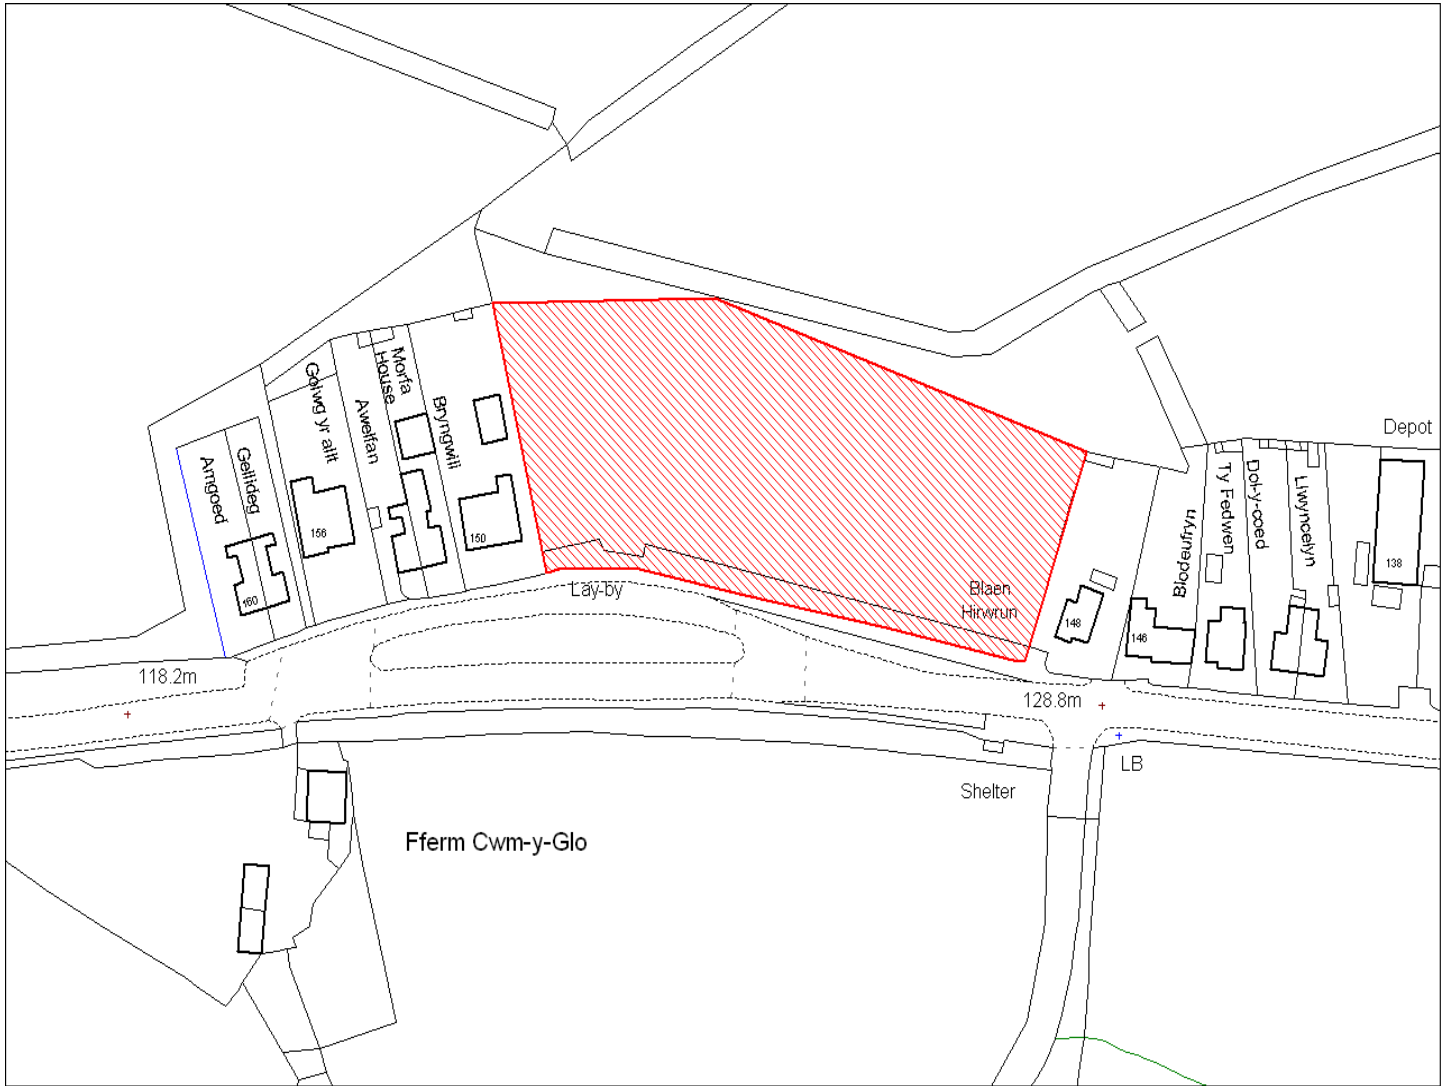 Depot
Amgoed
Gellideg
Golwg yr allt
Awelfan
Morfa
House
Bryngwili
Blodeufryn
Ty Fedwen
Dol-y-coed
Llwyncelyn
160
156
150
148
146
138
Lay-by
Blaen
Hirwrun
118.2m
128.8m
LB
Shelter
Fferm Cwm-y-Glo